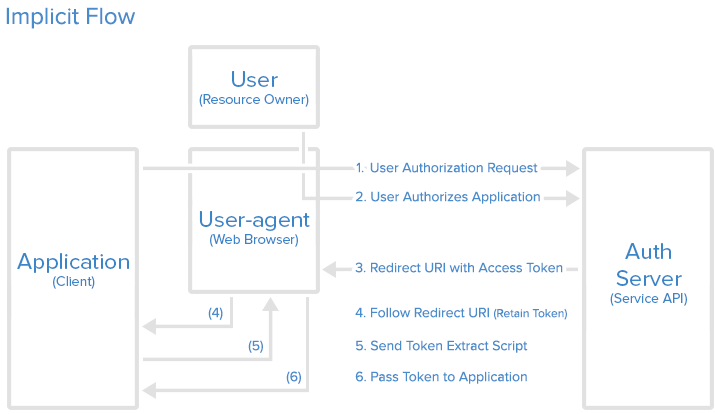 Implicit Flow
User
(Resource Owner)
1. User Authorization Request
2. User Authorizes Application
User-agent
(Web Browser)
Application
(Client)
Auth
Server
(Service API)
3. Redirect URI with Access Token
(4)
4. Follow Redirect URI (Retain Token)
(5)
5. Send Token Extract Script
(6)
6. Pass Token to Application